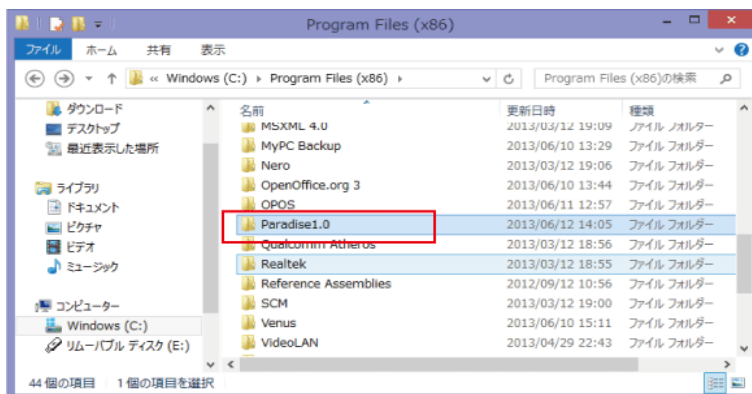 Program Files (x86)
ファイル ホーム 共有 表示
« Windows (C:) ▸ Program Files (x86) ▸ Program Files (x86)の検索
ダウンロード
デスクトップ
最近表示した場所
ライブラリ
ドキュメント
ピクチャ
ビデオ
ミュージック
コンピューター
Windows (C:)
リムーバブル ディスク (E:)
名前 更新日時 種類
MSXML 4.0 2013/03/12 19:09 ファイル フォルダー
MyPC Backup 2013/06/10 13:29 ファイル フォルダー
Nero 2013/03/12 19:06 ファイル フォルダー
OpenOffice.org 3 2013/06/10 13:44 ファイル フォルダー
OPOS 2013/06/11 12:57 ファイル フォルダー
Paradise1.0 2013/06/12 14:05 ファイル フォルダー
Qualcomm Atheros 2013/03/12 18:56 ファイル フォルダー
Realtek 2013/03/12 18:55 ファイル フォルダー
Reference Assemblies 2012/09/12 10:56 ファイル フォルダー
SCM 2013/03/12 19:00 ファイル フォルダー
Venus 2013/06/10 15:11 ファイル フォルダー
VideoLAN 2013/04/29 22:43 ファイル フォルダー
44 個の項目 1 個の項目を選択